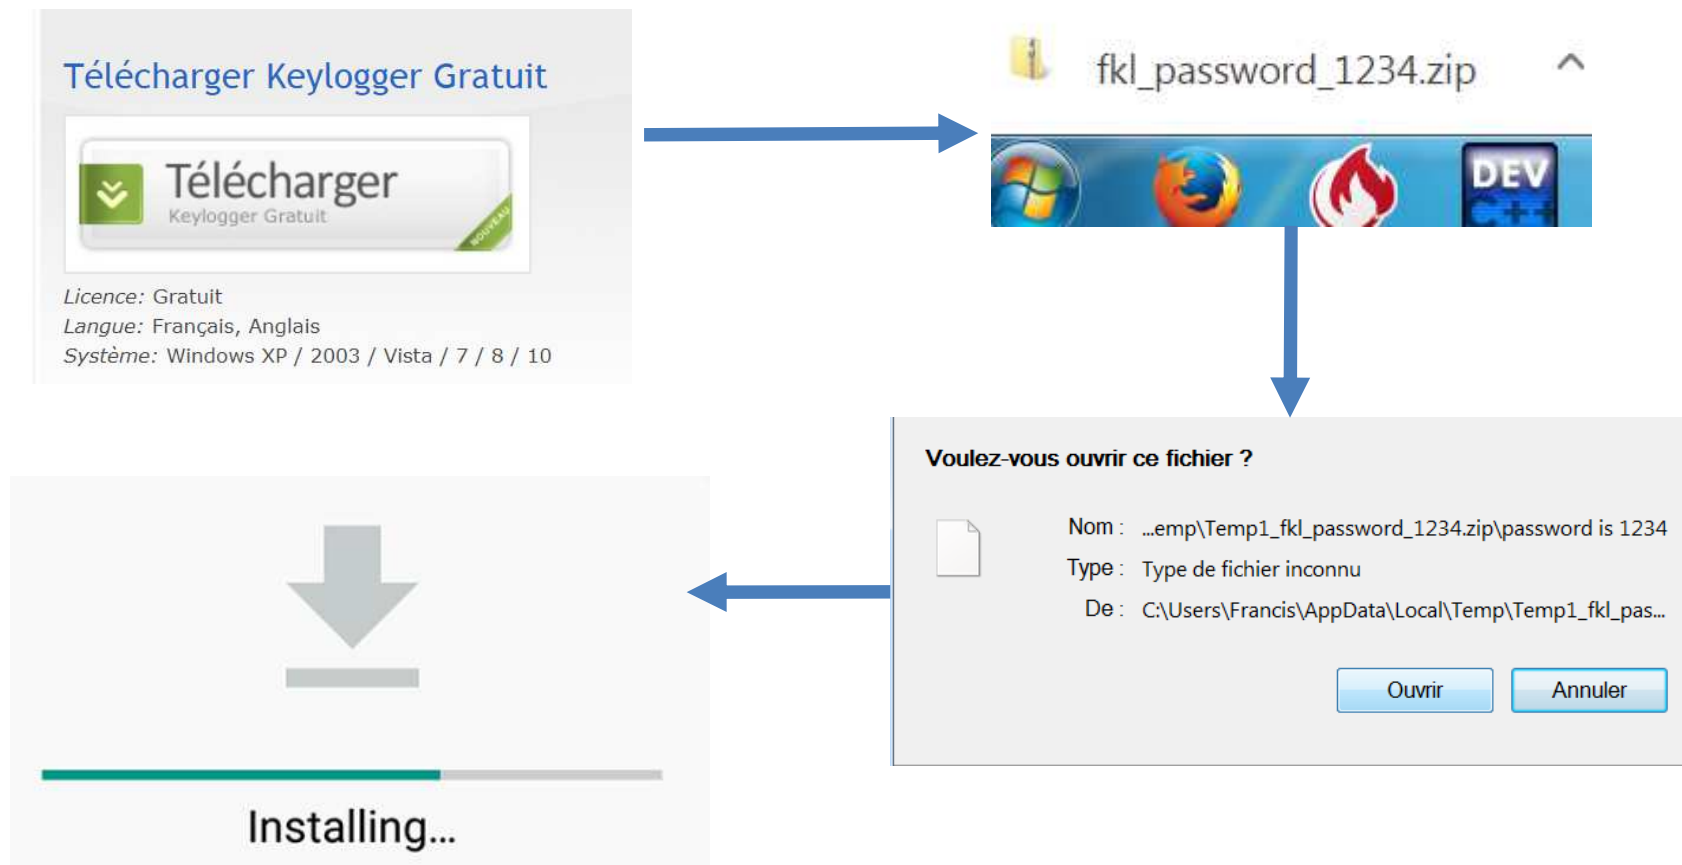 Télécharger Keylogger Gratuit
Télécharger
Keylogger Gratuit
NOUVEAU
Licence: Gratuit
Langue: Français, Anglais
Système: Windows XP / 2003 / Vista / 7 / 8 / 10
fkl_password_1234.zip
DEV
C++
Voulez-vous ouvrir ce fichier ?
Nom : ...emp\Temp1_fkl_password_1234.zip\password is 1234
Type : Type de fichier inconnu
De : C:\Users\Francis\AppData\Local\Temp\Temp1_fkl_pas...
Ouvrir Annuler
Installing...